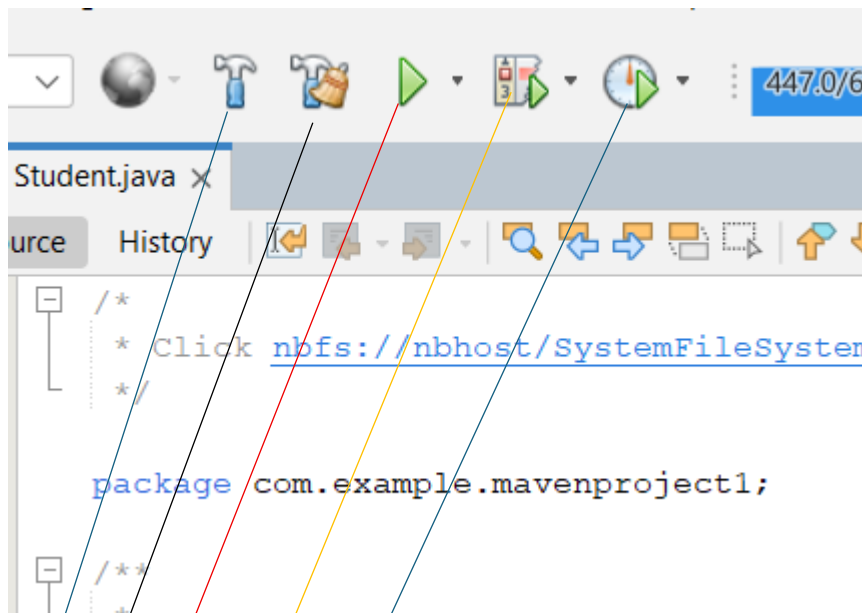 447.0/6
Student.java
urce History
/*
* Click nbfs://nbhost/SystemFileSystem
*/
package com.example.mavenproject1;
/**
*